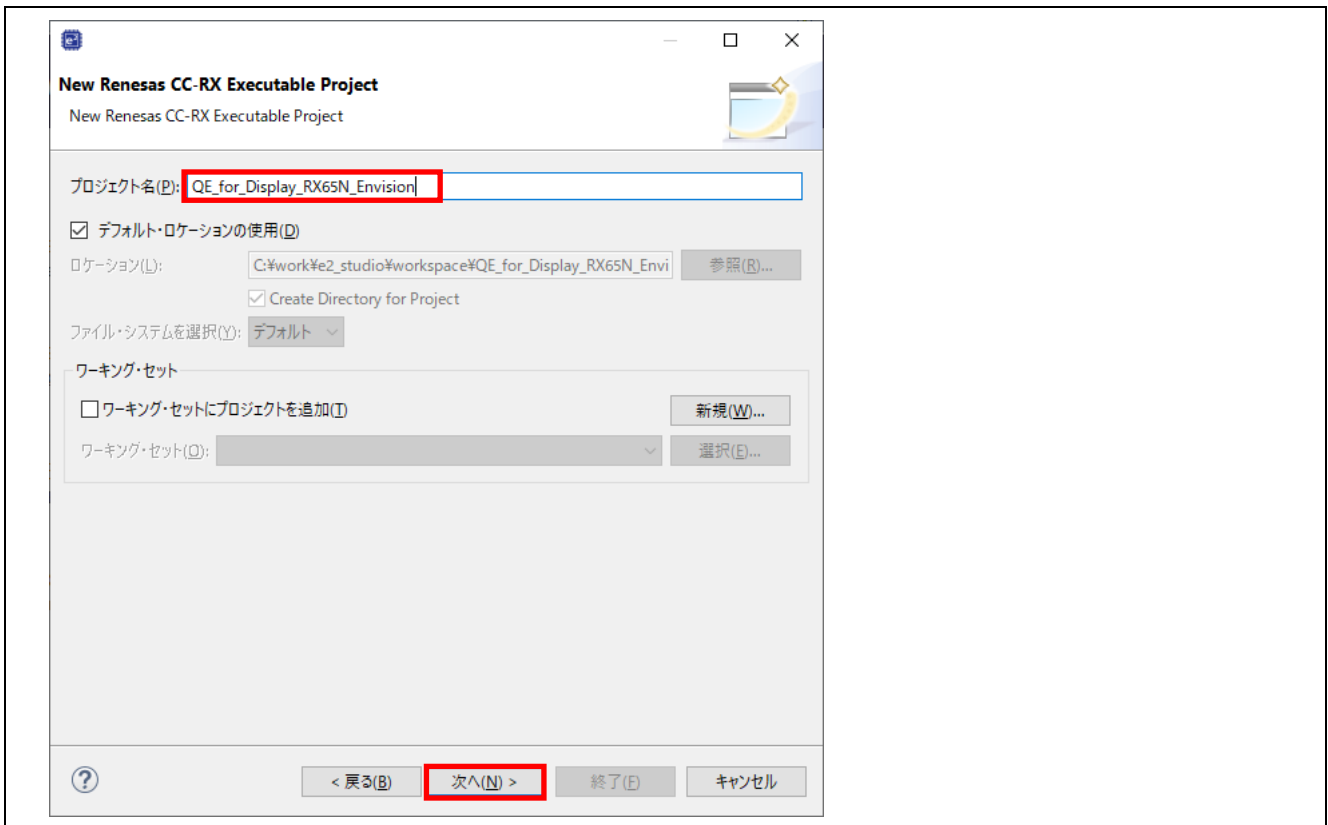 New Renesas CC-RX Executable Project
New Renesas CC-RX Executable Project
プロジェクト名(P): QE_for_Display_RX65N_Envision
デフォルト・ロケーションの使用(D)
ロケーション(L): C:¥work¥e2_studio¥workspace¥QE_for_Display_RX65N_Envi 参照(R)...
Create Directory for Project
ファイル・システムを選択(Y): デフォルト
ワーキング・セット
ワーキング・セットにプロジェクトを追加(T) 新規(W)...
ワーキング・セット(O): 選択(E)...
? < 戻る(B) 次へ(N) > 終了(F) キャンセル